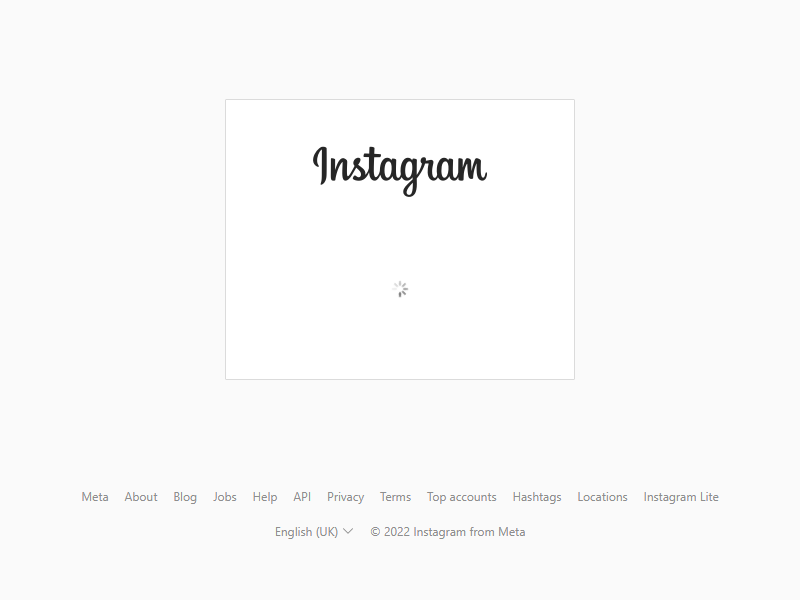 Instagram
Meta About Blog Jobs Help API Privacy Terms Top accounts Hashtags Locations Instagram Lite
English (UK) © 2022 Instagram from Meta